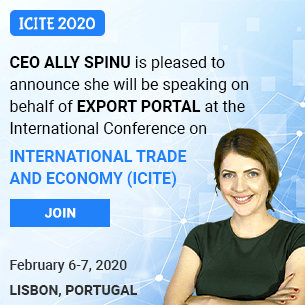 ICITE 2020
CEO ALLY SPINU is pleased to
announce she will be speaking on
behalf of EXPORT PORTAL at the
International Conference on
INTERNATIONAL TRADE
AND ECONOMY (ICITE)
JOIN
February 6-7, 2020
LISBON, PORTUGAL